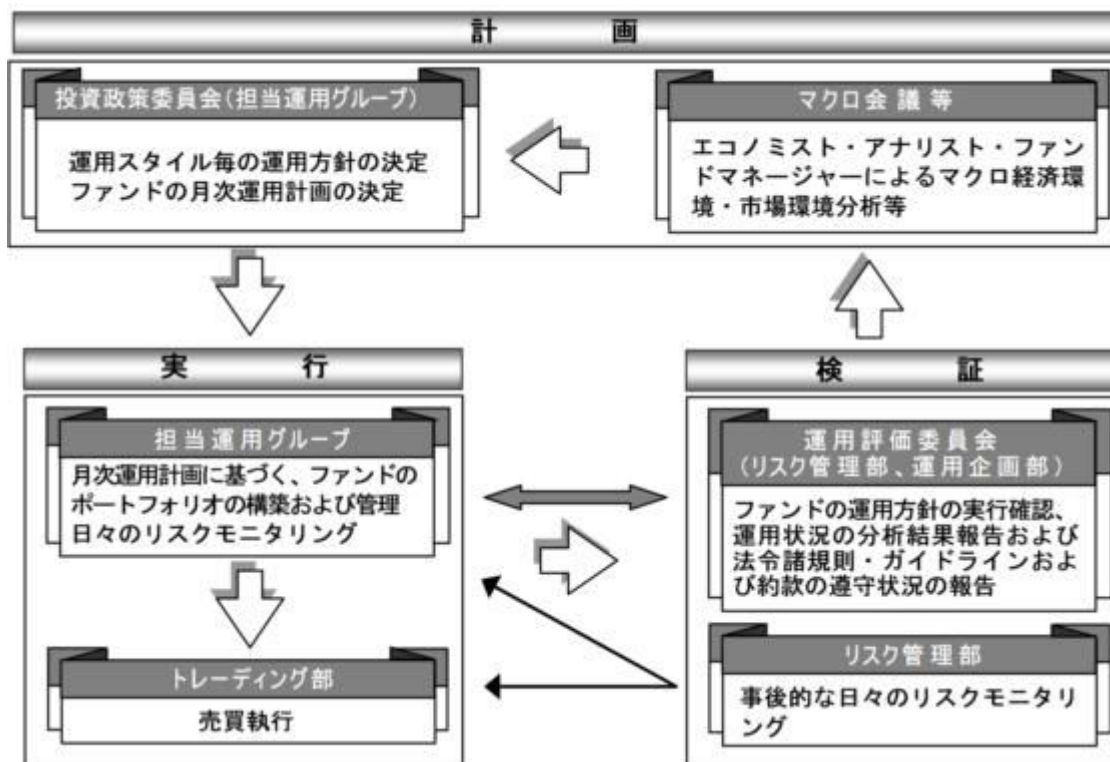 計画
投資政策委員会(担当運用グループ)
運用スタイル毎の運用方針の決定
ファンドの月次運用計画の決定
マクロ会議等
エコノミスト・アナリスト・ファン
ドマネージャーによるマクロ経済環
境・市場環境分析等
実行
担当運用グループ
月次運用計画に基づく、ファンドの
ポートフォリオの構築および管理
日々のリスクモニタリング
トレーディング部
売買執行
検証
運用評価委員会
(リスク管理部、運用企画部)
ファンドの運用方針の実行確認、
運用状況の分析結果報告および
法令諸規則・ガイドラインおよ
び約款の遵守状況の報告
リスク管理部
事後的な日々のリスクモニタリ
ング